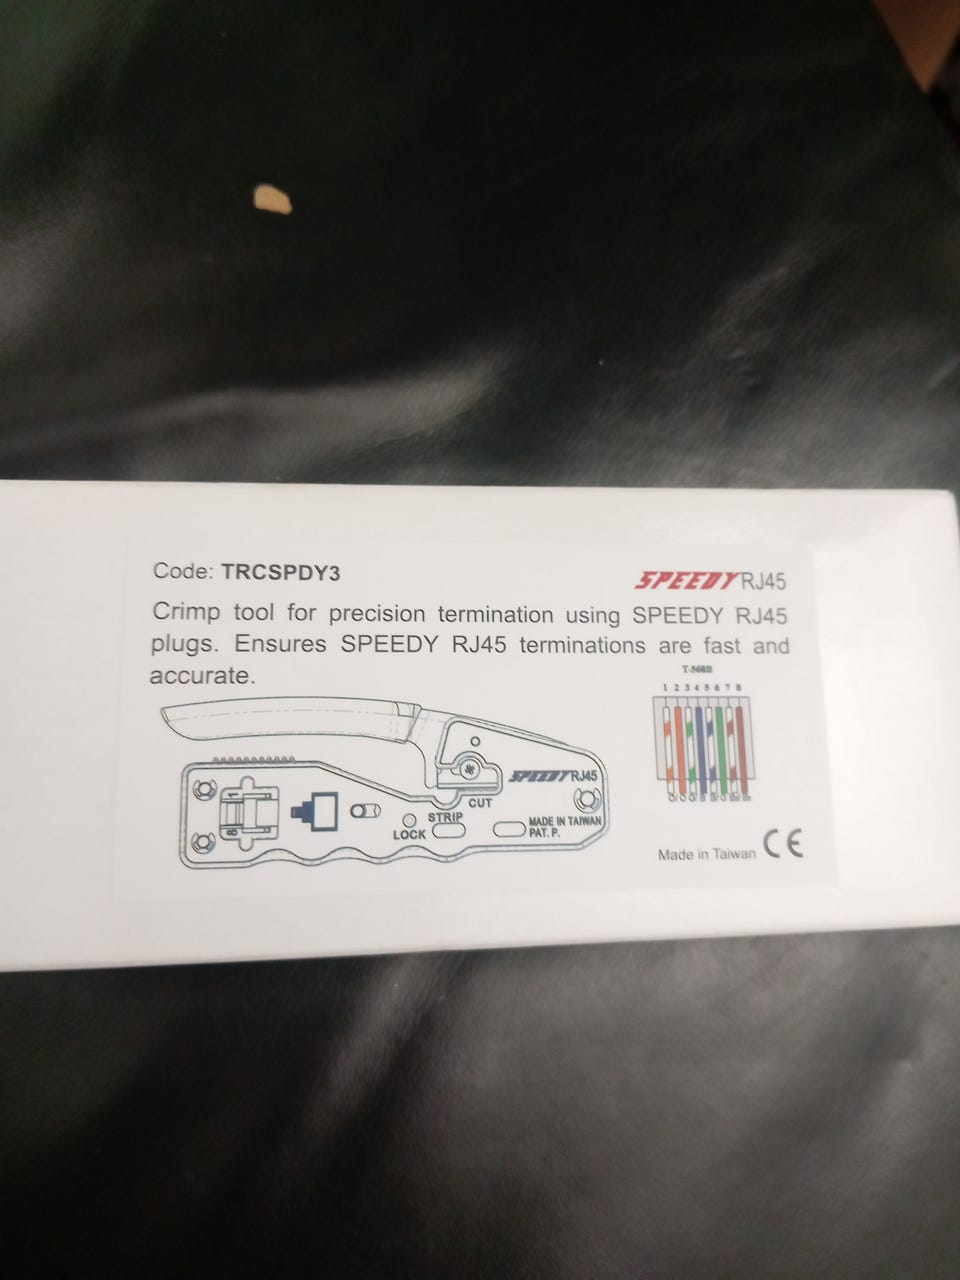 Code: TRCSPDY3
SPEEDY RJ45
Crimp tool for precision termination using SPEEDY RJ45
plugs. Ensures SPEEDY RJ45 terminations are fast and
accurate.
T-568B
1 2 3 4 5 6 7 8
SPEEDY RJ45
CUT
STRIP
LOCK
MADE IN TAIWAN
PAT. P.
8 1
Made in Taiwan CE